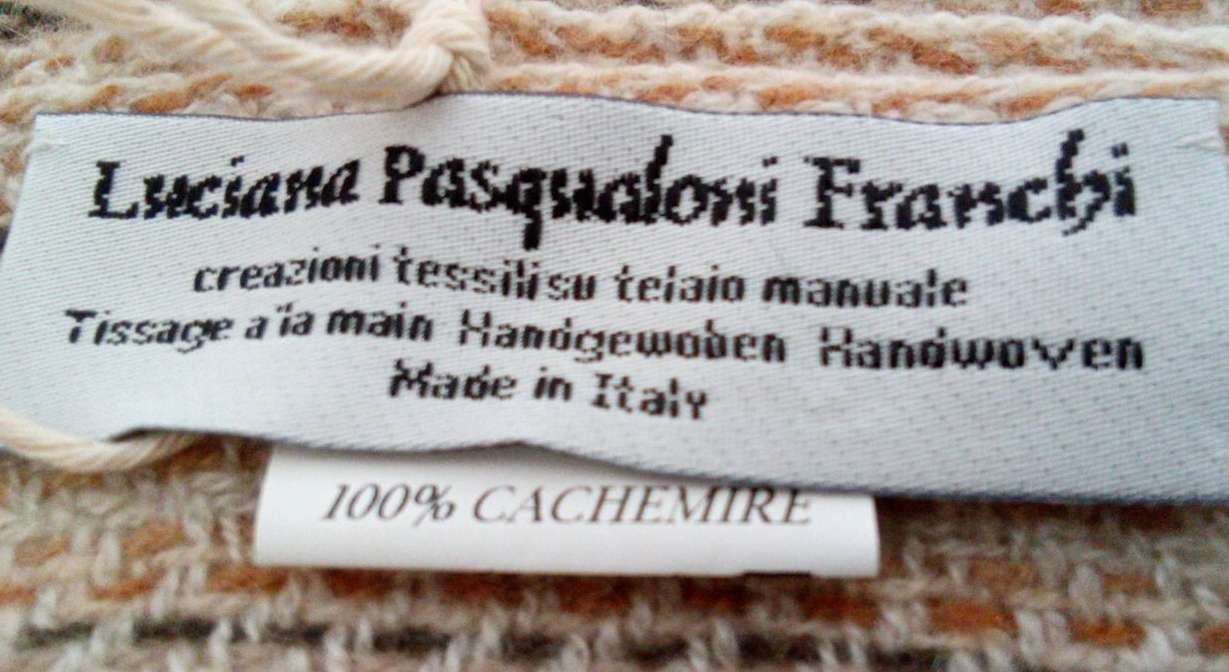 Luciana Pasqualoni Franchi
creazioni tessili su telaio manuale
Tissage a la main Handgewoben Handwoven
Made in Italy
100% CACHEMIRE